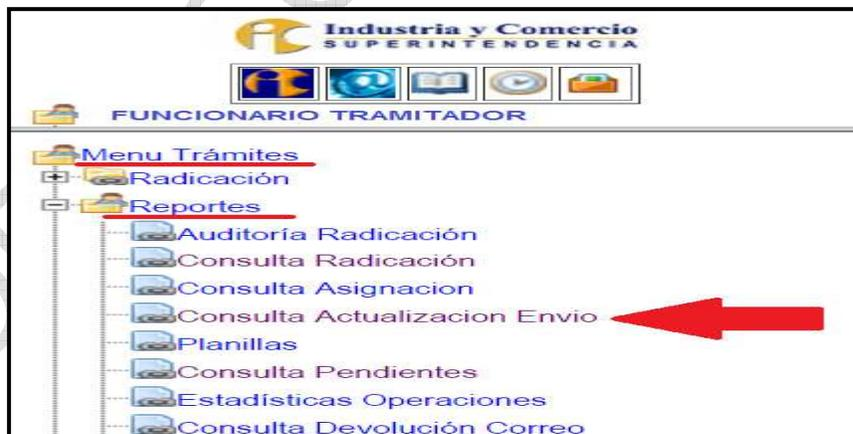 Industria y Comercio
SUPERINTENDENCIA
FUNCIONARIO TRAMITADOR
Menu Trámites
Radicación
Reportes
Auditoría Radicación
Consulta Radicación
Consulta Asignacion
Consulta Actualizacion Envio
Planillas
Consulta Pendientes
Estadísticas Operaciones
Consulta Devolución Correo